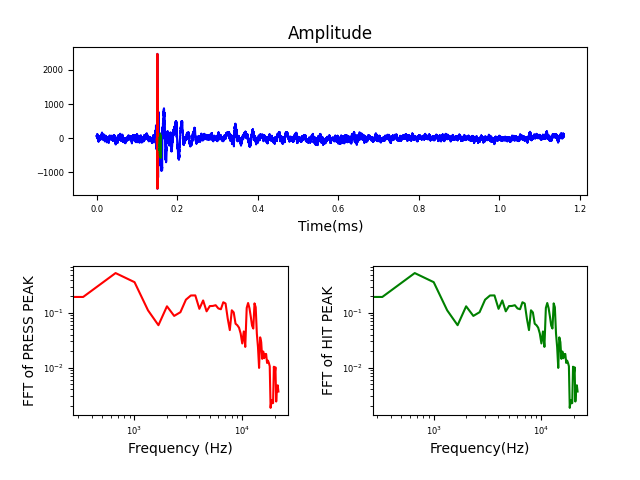 Amplitude
2000
1000
0
−1000
0.0 0.2 0.4 0.6 0.8 1.0 1.2
Time(ms)
FFT of PRESS PEAK
10⁻¹
10⁻²
10³ 10⁴
Frequency (Hz)
FFT of HIT PEAK
10⁻¹
10⁻²
10³ 10⁴
Frequency(Hz)